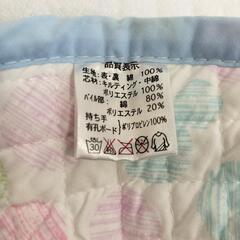 品質表示
生地:表・裏 綿 100%
芯材:キルティング・中綿
ポリエステル 100%
パイル部: 綿 80%
ポリエステル 20%
持ち手
有孔ボード ポリプロピレン100%
30